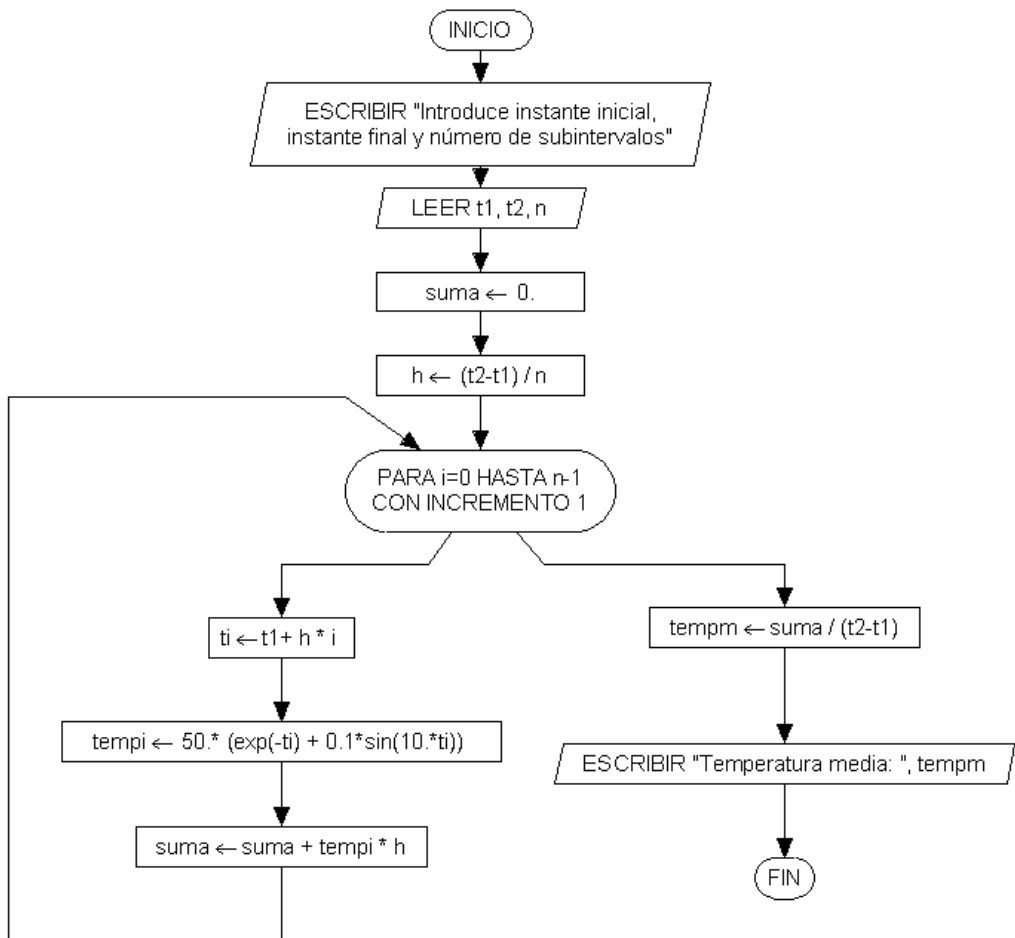 INICIO
ESCRIBIR "Introduce instante inicial,
instante final y número de subintervalos"
LEER t1, t2, n
suma ← 0.
h ← (t2-t1) / n
PARA i=0 HASTA n-1
CON INCREMENTO 1
ti ← t1+ h * i
tempi ← 50.* (exp(-ti) + 0.1*sin(10.*ti))
suma ← suma + tempi * h
tempm ← suma / (t2-t1)
ESCRIBIR "Temperatura media: ", tempm
FIN